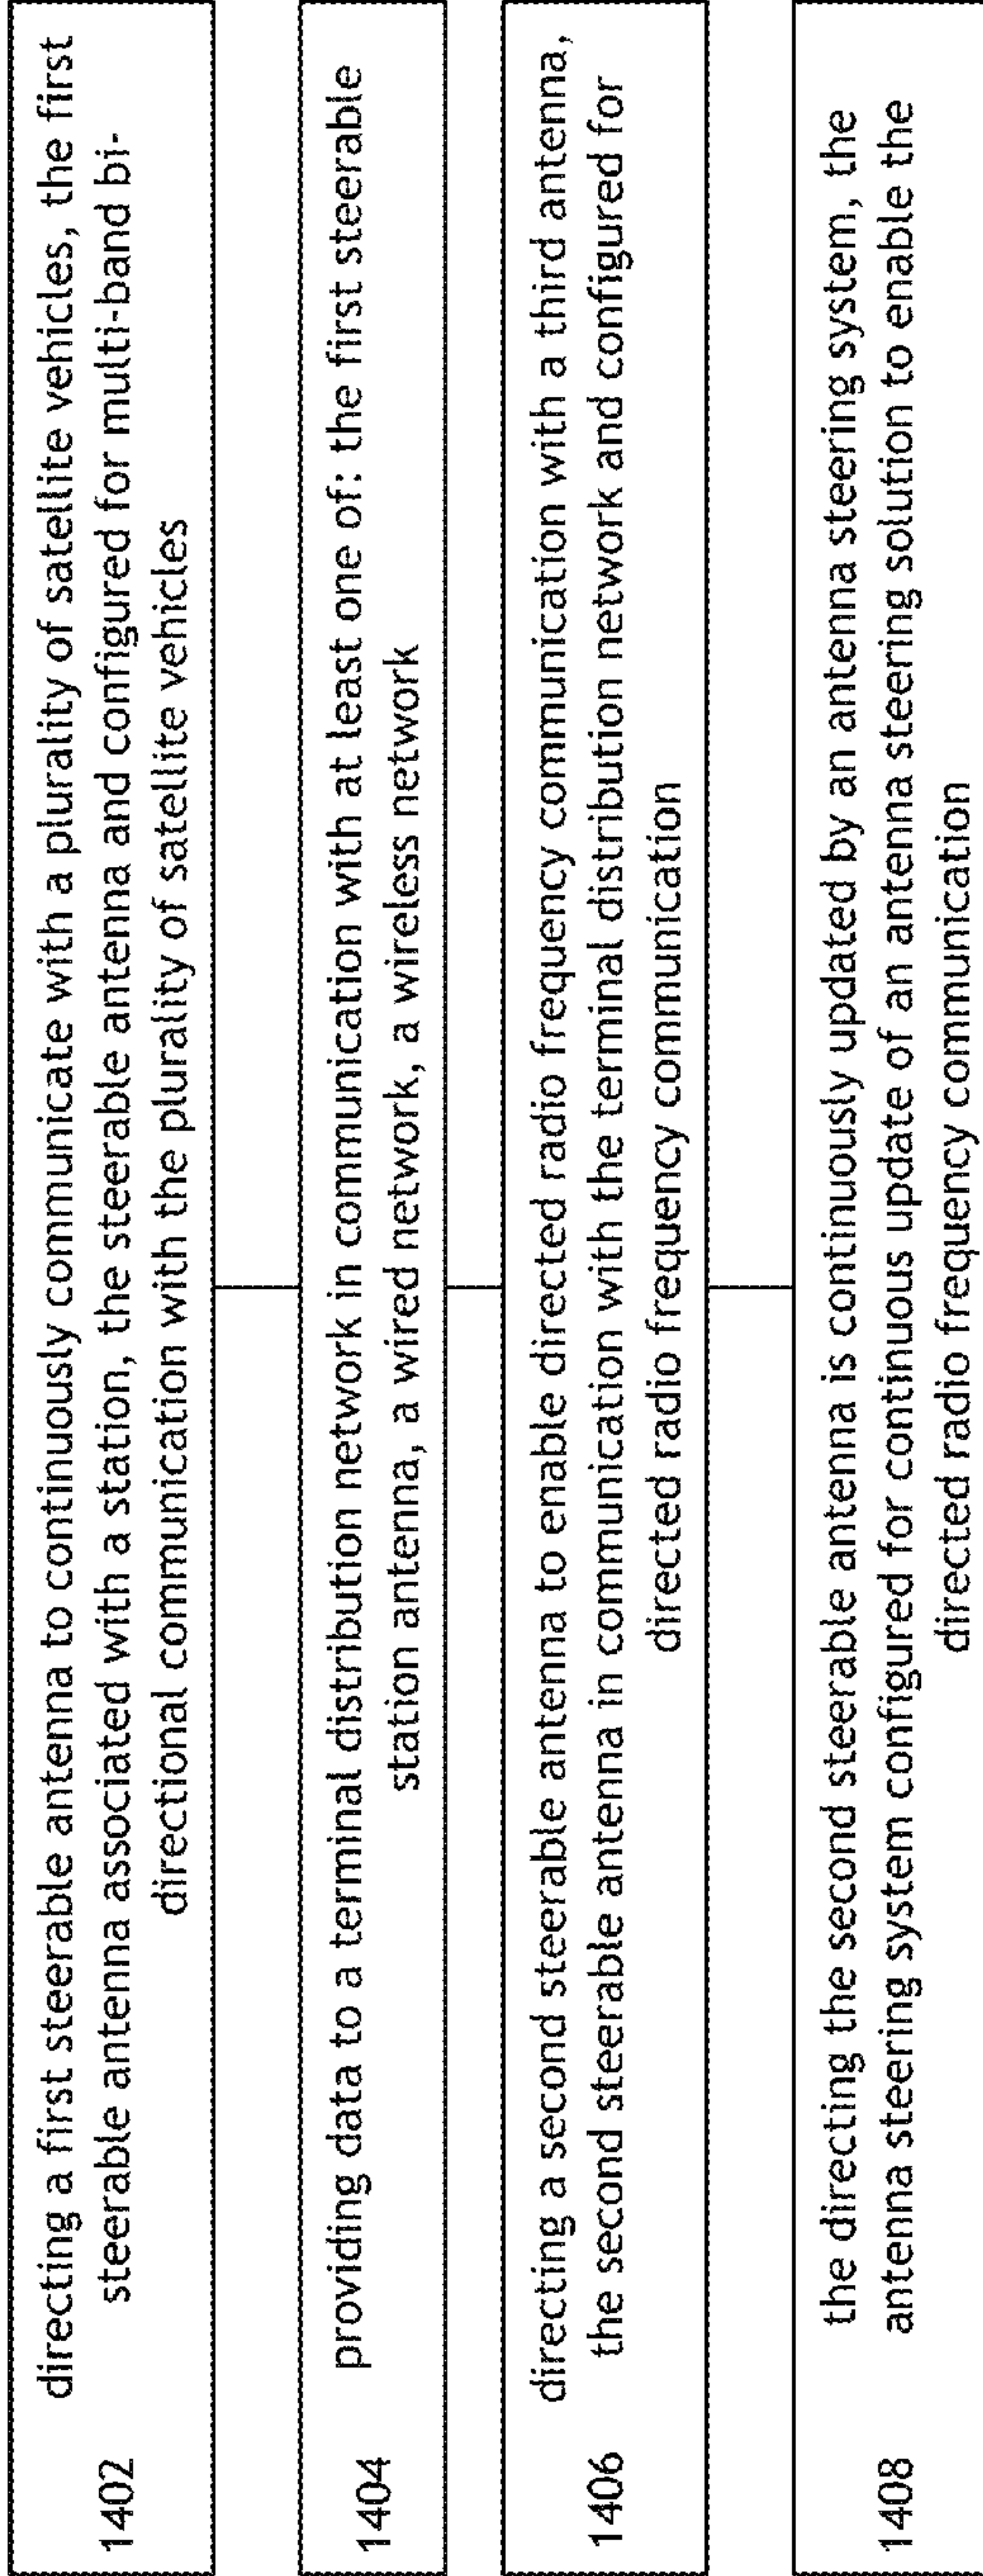 directing a first steerable antenna to continuously communicate with a plurality of satellite vehicles, the first
1402 steerable antenna associated with a station, the steerable antenna and configured for multi-band bi-
directional communication with the plurality of satellite vehicles
providing data to a terminal distribution network in communication with at least one of: the first steerable
1404 station antenna, a wired network, a wireless network
directing a second steerable antenna to enable directed radio frequency communication with a third antenna,
1406 the second steerable antenna in communication with the terminal distribution network and configured for
directed radio frequency communication
the directing the second steerable antenna is continuously updated by an antenna steering system, the
1408 antenna steering system configured for continuous update of an antenna steering solution to enable the
directed radio frequency communication